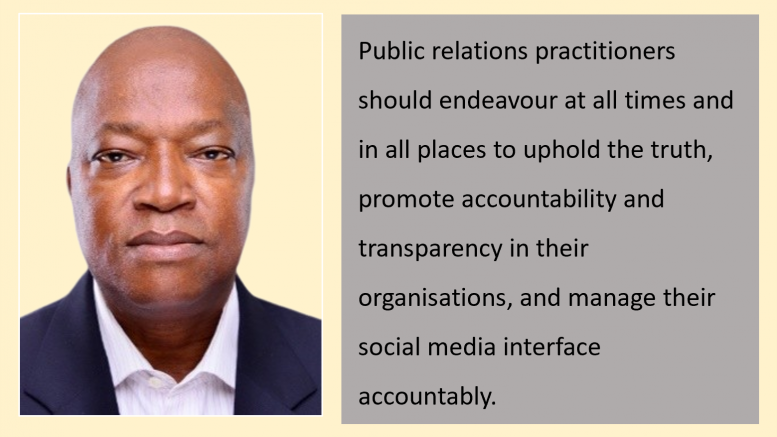 Public relations practitioners
should endeavour at all times and
in all places to uphold the truth,
promote accountability and
transparency in their
organisations, and manage their
social media interface
accountably.